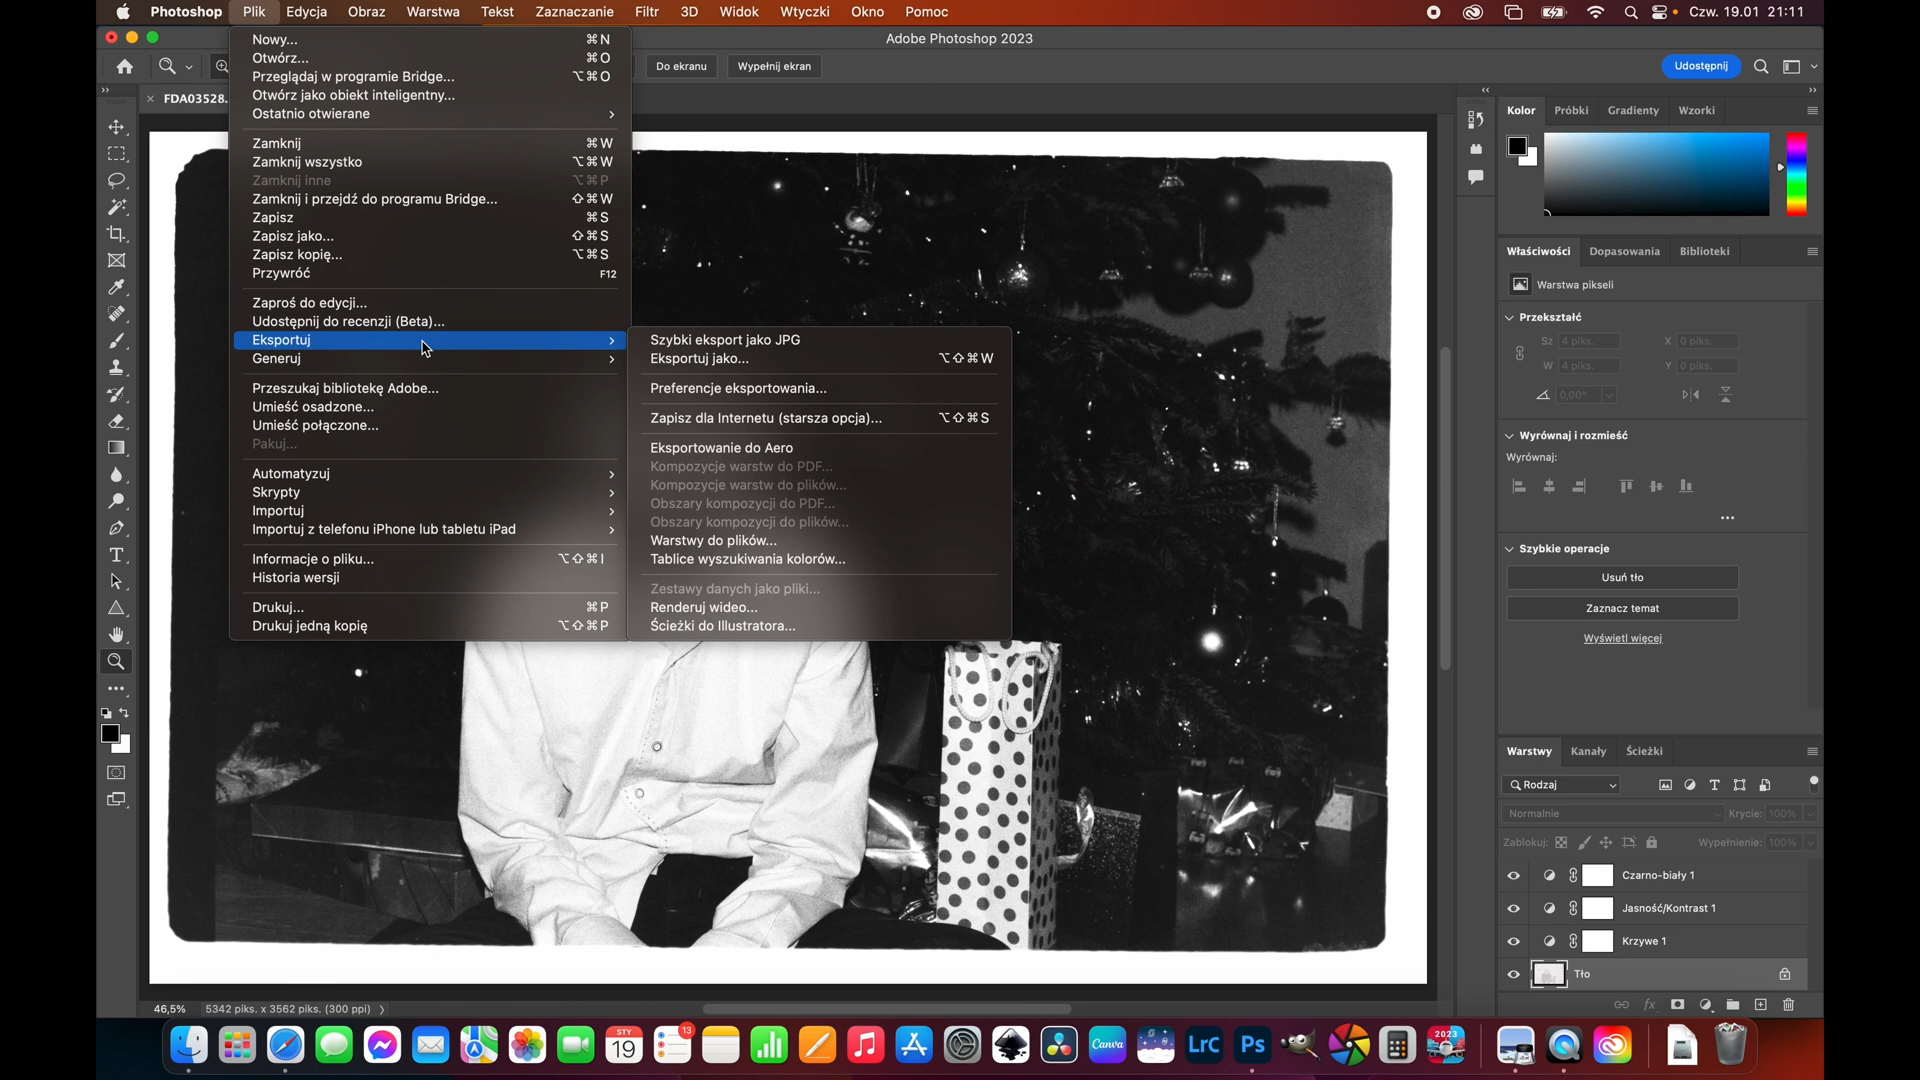 Photoshop Plik Edycja Obraz Warstwa Tekst Zaznaczanie Filtr 3D Widok Wtyczki Okno Pomoc Czw. 19.01 21:11
Adobe Photoshop 2023
Do ekranu Wypełnij ekran Udostępnij
FDA03528.
Nowy... ⌘N
Otwórz... ⌘O
Przeglądaj w programie Bridge... ⌥⌘O
Otwórz jako obiekt inteligentny...
Ostatnio otwierane >
Zamknij ⌘W
Zamknij wszystko ⌥⌘W
Zamknij inne ⌥⌘P
Zamknij i przejdź do programu Bridge... ⇧⌘W
Zapisz ⌘S
Zapisz jako... ⇧⌘S
Zapisz kopię... ⌥⌘S
Przywróć F12
Zaproś do edycji...
Udostępnij do recenzji (Beta)...
Eksportuj >
Generuj >
Przeszukaj bibliotekę Adobe...
Umieść osadzone...
Umieść połączone...
Pakuj...
Automatyzuj >
Skrypty >
Importuj >
Importuj z telefonu iPhone lub tabletu iPad >
Informacje o pliku... ⌥⇧⌘I
Historia wersji
Drukuj... ⌘P
Drukuj jedną kopię ⌥⇧⌘P
Szybki eksport jako JPG
Eksportuj jako... ⌥⇧⌘W
Preferencje eksportowania...
Zapisz dla Internetu (starsza opcja)... ⌥⇧⌘S
Eksportowanie do Aero
Kompozycje warstw do PDF...
Kompozycje warstw do plików...
Obszary kompozycji do PDF...
Obszary kompozycji do plików...
Warstwy do plików...
Tablice wyszukiwania kolorów...
Zestawy danych jako pliki...
Renderuj wideo...
Ścieżki do Illustratora...
Kolor Próbki Gradienty Wzorki
Właściwości Dopasowania Biblioteki
Warstwa pikseli
Przekształć
Sz 4 piks. X 0 piks.
W 4 piks. Y 0 piks.
0,00°
Wyrównaj i rozmieść
Wyrównaj:
Szybkie operacje
Usuń tło
Zaznacz temat
Wyświetl więcej
Warstwy Kanały Ścieżki
Rodzaj
Normalnie Krycie: 100%
Zablokuj: Wypełnienie: 100%
Czarno-biały 1
Jasność/Kontrast 1
Krzywe 1
Tło
46,5% 5342 piks. x 3562 piks. (300 ppi) >
STY 19 13 Canva LrC Ps 2023